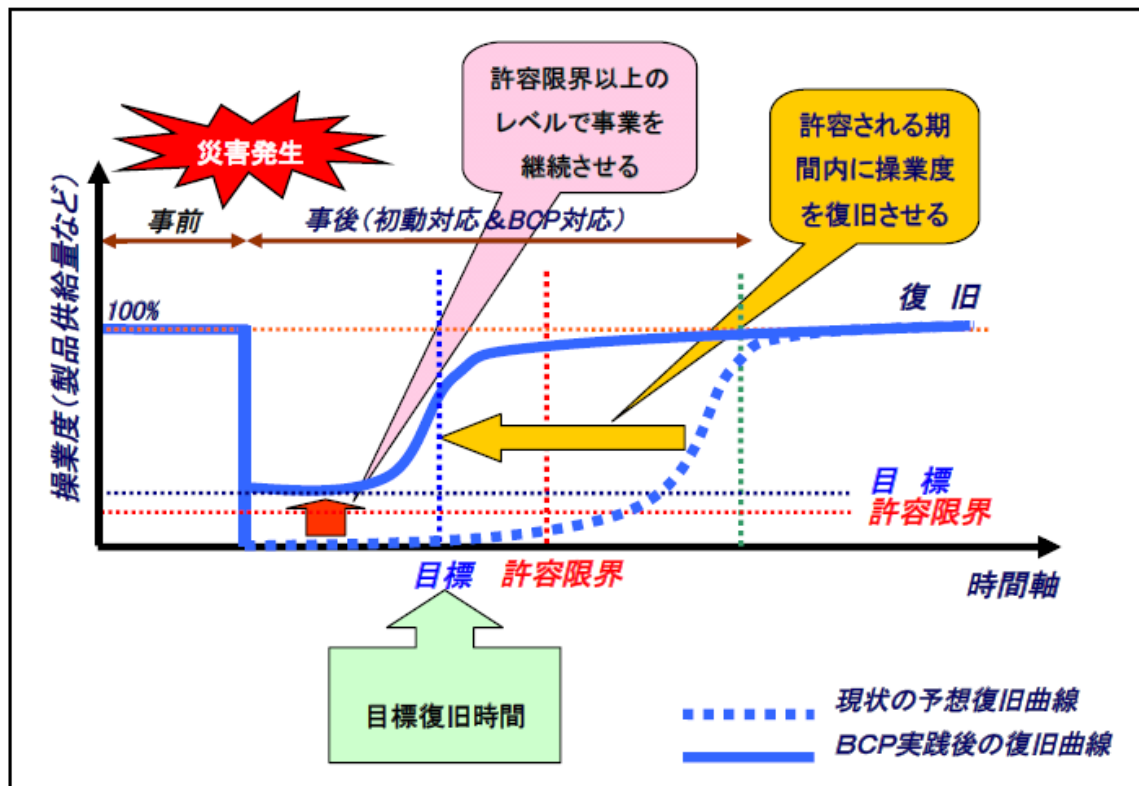 許容限界以上の
レベルで事業を
継続させる
許容される期
間内に操業度
を復旧させる
災害発生
操業度(製品供給量など)
事前
事後(初動対応&BCP対応)
100%
復 旧
目 標
許容限界
目標
許容限界
時間軸
目標復旧時間
現状の予想復旧曲線
BCP実践後の復旧曲線